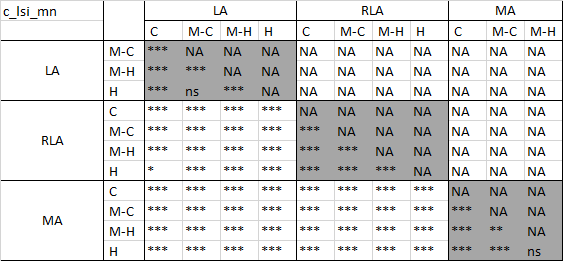 c_lsi_mn LA RLA MA
C M-C M-H H C M-C M-H H C M-C M-H
M-C *** NA NA NA NA NA NA NA NA NA NA
LA M-H *** *** NA NA NA NA NA NA NA NA NA
H *** ns *** NA NA NA NA NA NA NA NA
C *** *** *** *** NA NA NA NA NA NA NA
M-C *** *** *** *** *** NA NA NA NA NA NA
RLA
M-H *** *** *** *** *** *** NA NA NA NA NA
H * *** *** *** *** *** *** NA NA NA NA
C *** *** *** *** *** *** *** *** NA NA NA
M-C *** *** *** *** *** *** *** *** *** NA NA
MA
M-H *** *** *** *** *** *** *** *** *** ** NA
H *** *** *** *** *** *** *** *** *** *** ns